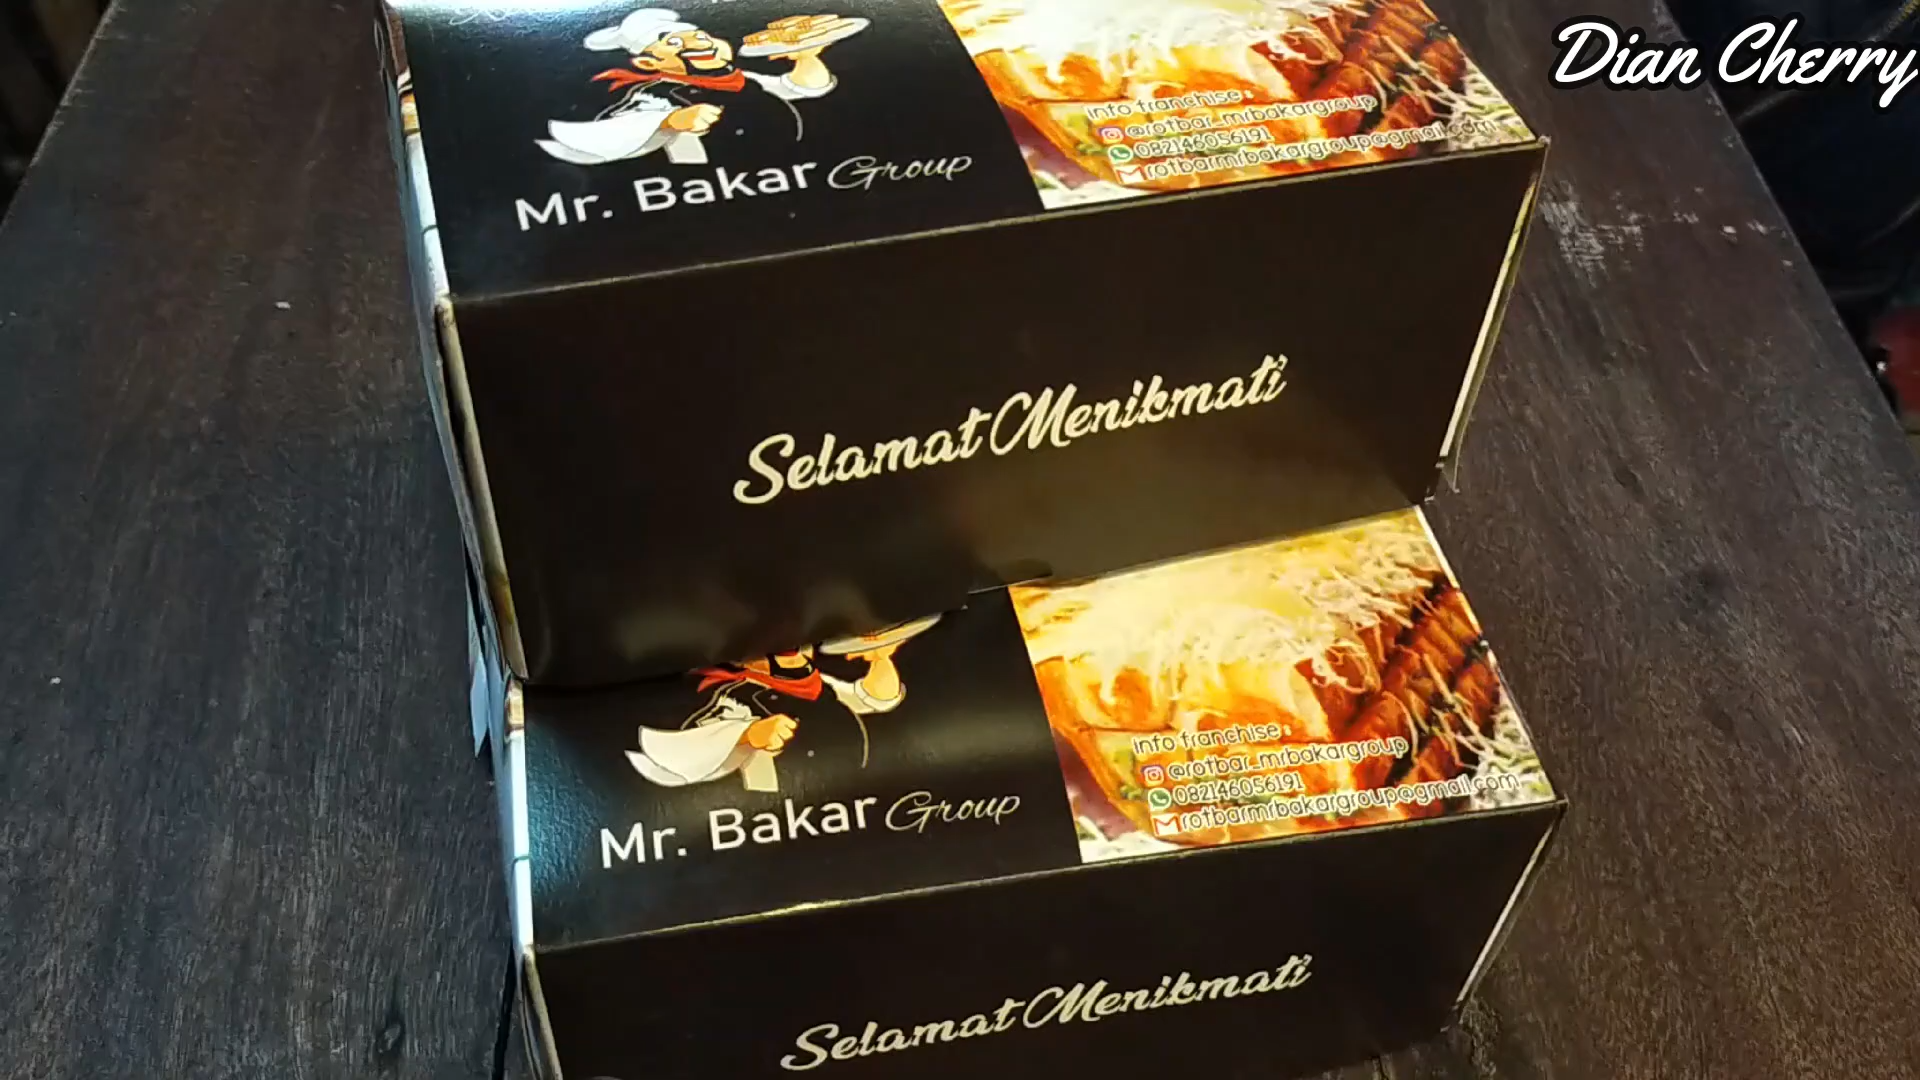 Dian Cherry
Mr. Bakar Group
info franchise :
@rotbar_mrbakargroup
082146056191
rotbarmrbakargroup@gmail.com
Selamat Menikmati
Mr. Bakar Group
info franchise :
@rotbar_mrbakargroup
082146056191
rotbarmrbakargroup@gmail.com
Selamat Menikmati